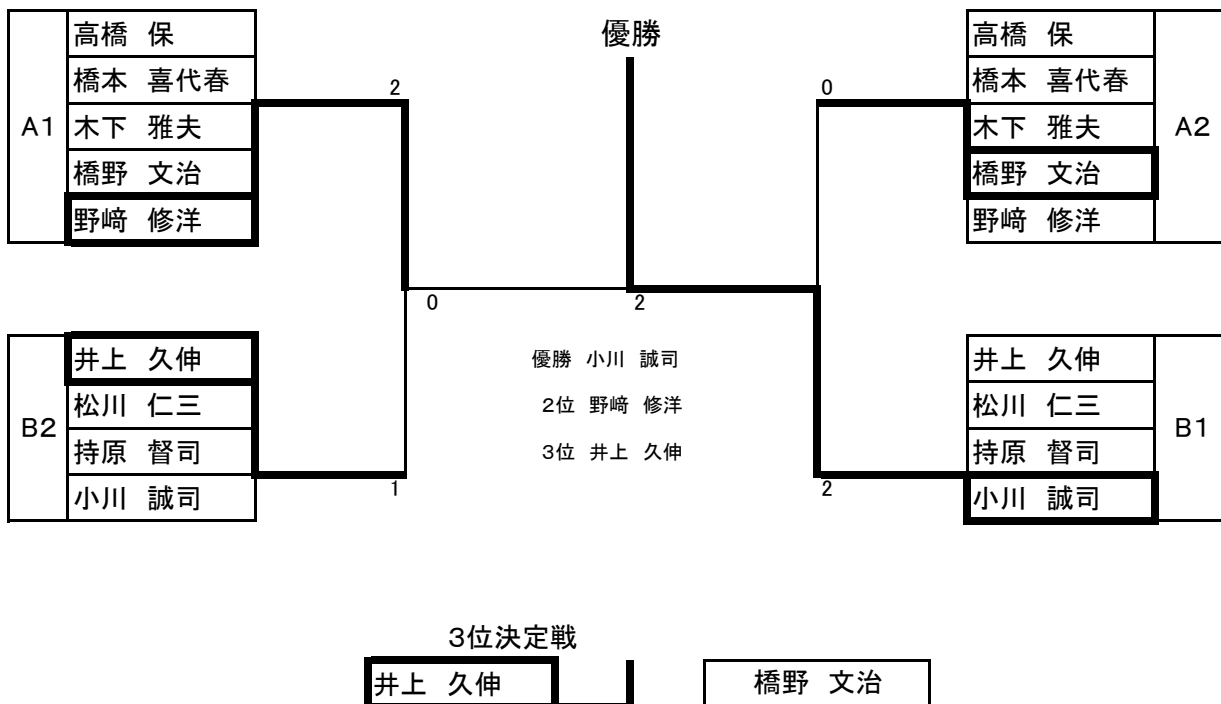 A1
高橋 保
橋本 喜代春
木下 雅夫
橋野 文治
野﨑 修洋
優勝
高橋 保
橋本 喜代春
木下 雅夫
橋野 文治
野﨑 修洋
A2
2
0
0
2
B2
井上 久伸
松川 仁三
持原 督司
小川 誠司
優勝 小川 誠司
2位 野﨑 修洋
3位 井上 久伸
井上 久伸
松川 仁三
持原 督司
小川 誠司
B1
1
2
3位決定戦
井上 久伸
橋野 文治